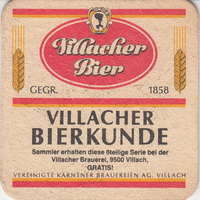 Villacher
Bier
GEGR. 1858
VILLACHER
BIERKUNDE
Sammler erhalten diese 6teilige Serie bei der
Villacher Brauerei, 9500 Villach,
GRATIS!
VEREINIGTE KÄRNTNER BRAUEREIEN AG. VILLACH